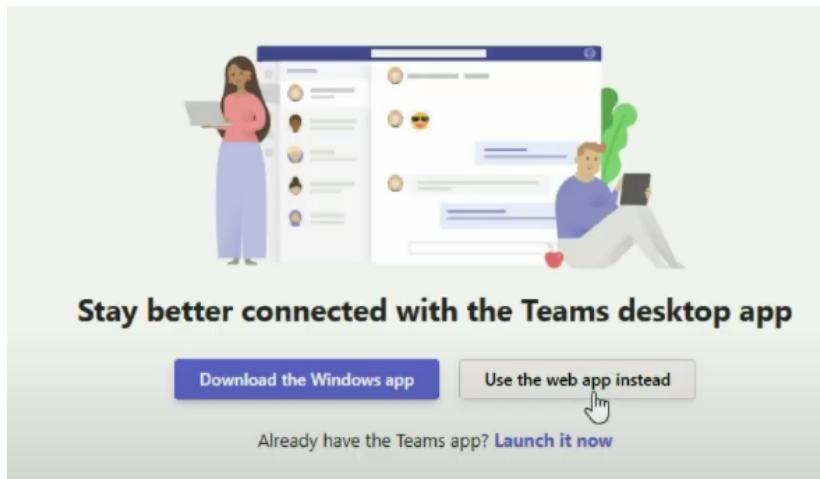 Stay better connected with the Teams desktop app
Download the Windows app
Use the web app instead
Already have the Teams app? Launch it now